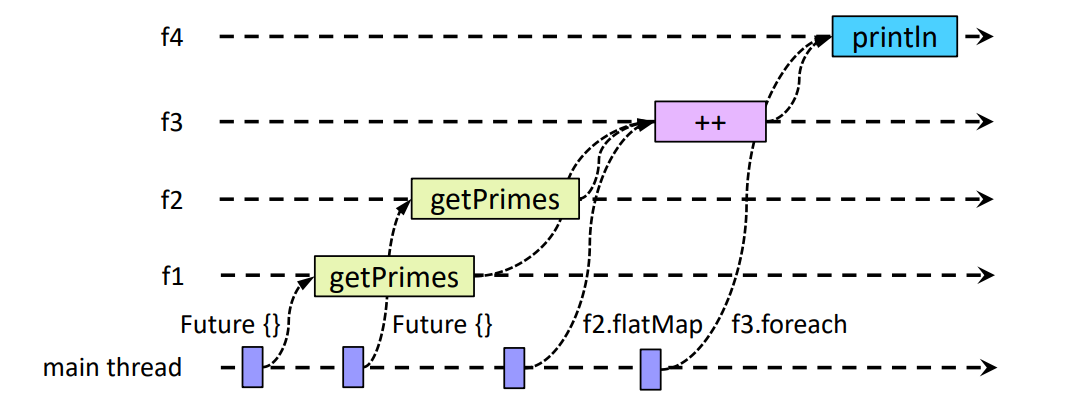 f4
println
f3
++
f2
getPrimes
f1
getPrimes
Future {}
Future {}
f2.flatMap
f3.foreach
main thread